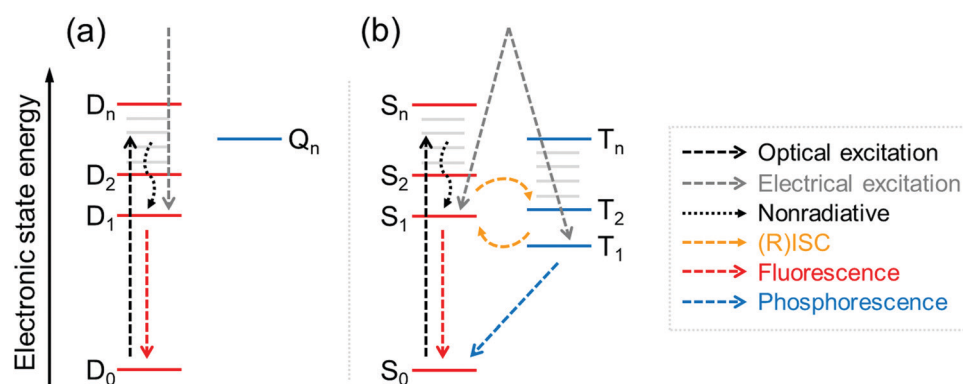 (a)
(b)
Electronic state energy
Dₙ
D₂
D₁
D₀
Qₙ
Sₙ
S₂
S₁
S₀
Tₙ
T₂
T₁
Optical excitation
Electrical excitation
Nonradiative
(R)ISC
Fluorescence
Phosphorescence